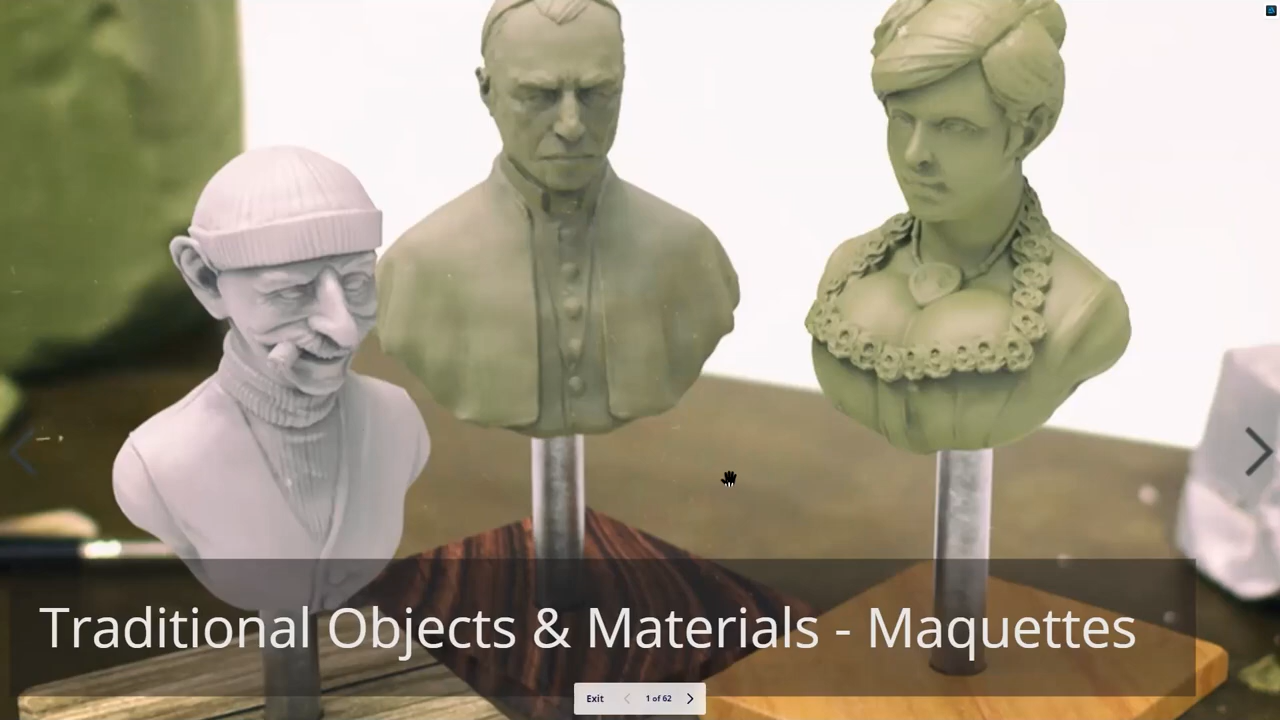 Traditional Objects & Materials - Maquettes
Exit 1 of 62